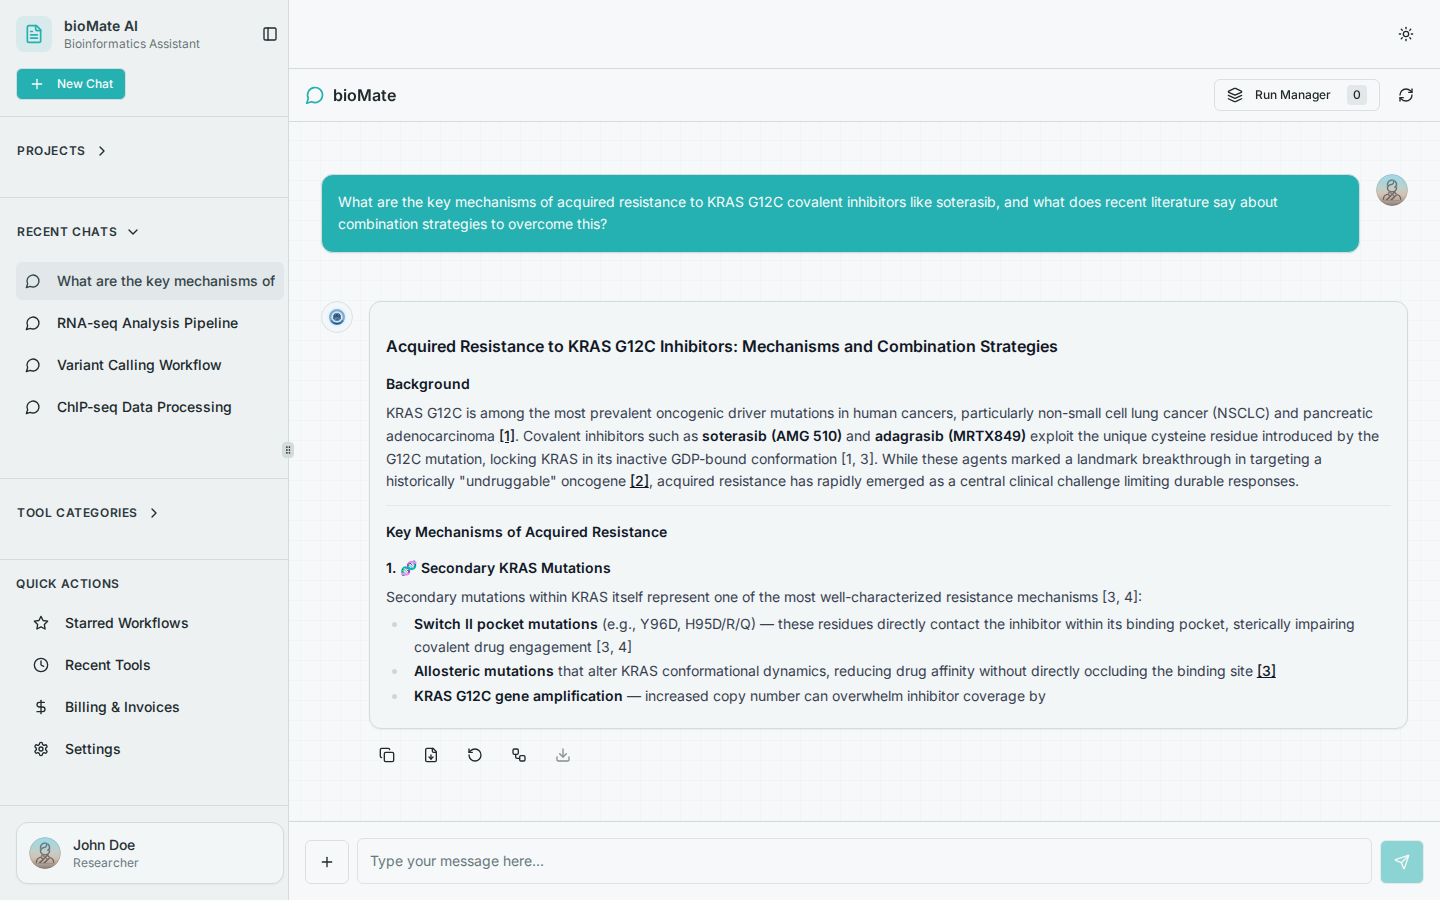 bioMate AI
Bioinformatics Assistant
New Chat
PROJECTS
RECENT CHATS
What are the key mechanisms of
RNA-seq Analysis Pipeline
Variant Calling Workflow
ChIP-seq Data Processing
TOOL CATEGORIES
QUICK ACTIONS
Starred Workflows
Recent Tools
Billing & Invoices
Settings
John Doe
Researcher
bioMate
Run Manager 0
What are the key mechanisms of acquired resistance to KRAS G12C covalent inhibitors like soterasib, and what does recent literature say about
combination strategies to overcome this?
Acquired Resistance to KRAS G12C Inhibitors: Mechanisms and Combination Strategies
Background
KRAS G12C is among the most prevalent oncogenic driver mutations in human cancers, particularly non-small cell lung cancer (NSCLC) and pancreatic
adenocarcinoma [1]. Covalent inhibitors such as soterasib (AMG 510) and adagrasib (MRTX849) exploit the unique cysteine residue introduced by the
G12C mutation, locking KRAS in its inactive GDP-bound conformation [1, 3]. While these agents marked a landmark breakthrough in targeting a
historically "undruggable" oncogene [2], acquired resistance has rapidly emerged as a central clinical challenge limiting durable responses.
Key Mechanisms of Acquired Resistance
1. 🧬 Secondary KRAS Mutations
Secondary mutations within KRAS itself represent one of the most well-characterized resistance mechanisms [3, 4]:
Switch II pocket mutations (e.g., Y96D, H95D/R/Q) — these residues directly contact the inhibitor within its binding pocket, sterically impairing
covalent drug engagement [3, 4]
Allosteric mutations that alter KRAS conformational dynamics, reducing drug affinity without directly occluding the binding site [3]
KRAS G12C gene amplification — increased copy number can overwhelm inhibitor coverage by
Type your message here...